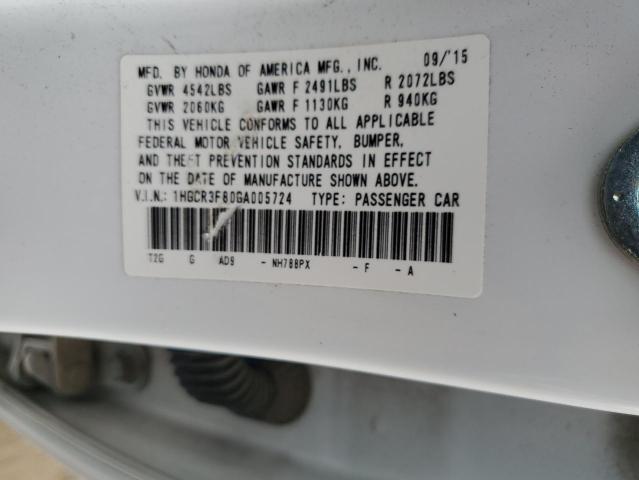 MFD. BY HONDA OF AMERICA MFG., INC. 09/'15
GVWR 4542LBS GAWR F 2491LBS R 2072LBS
GVWR 2060KG GAWR F 1130KG R 940KG
THIS VEHICLE CONFORMS TO ALL APPLICABLE
FEDERAL MOTOR VEHICLE SAFETY, BUMPER,
AND THEFT PREVENTION STANDARDS IN EFFECT
ON THE DATE OF MANUFACTURE SHOWN ABOVE.
V.I.N.: 1HGCR3F80GA005724 TYPE: PASSENGER CAR
T2G G AD9 - NH788PX - F - A